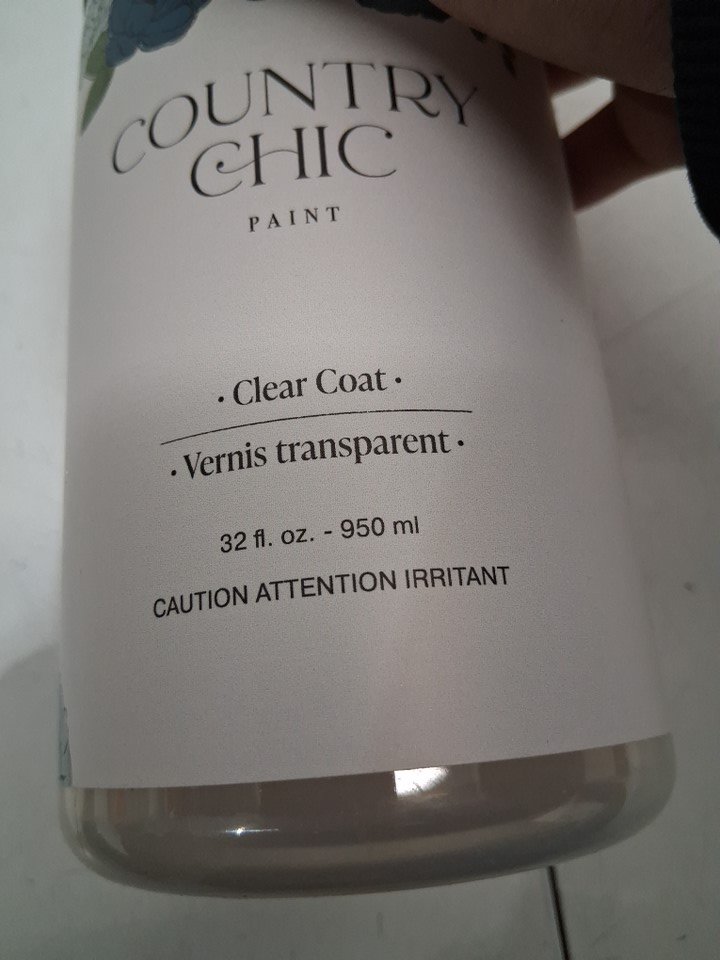 COUNTRY
CHIC
PAINT
· Clear Coat ·
· Vernis transparent ·
32 fl. oz. - 950 ml
CAUTION ATTENTION IRRITANT